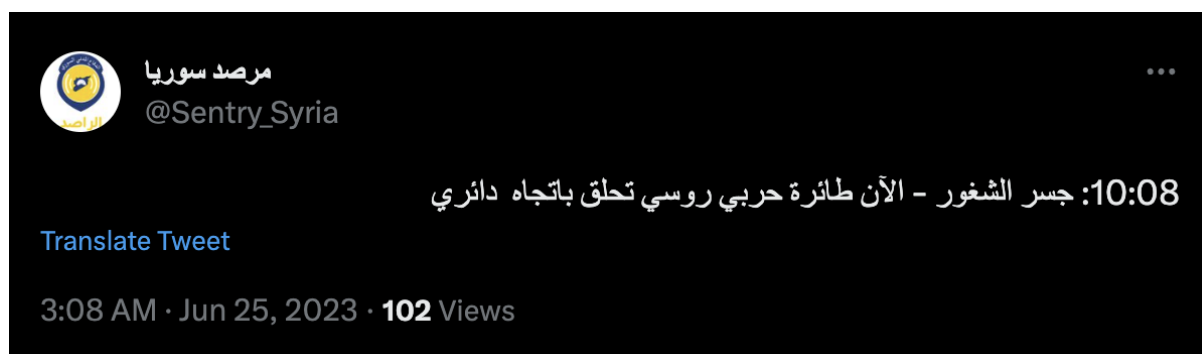 مرصد سوريا
@Sentry_Syria
الراصد
10:08: جسر الشغور - الآن طائرة حربي روسي تحلق باتجاه دائري
Translate Tweet
3:08 AM · Jun 25, 2023 · 102 Views